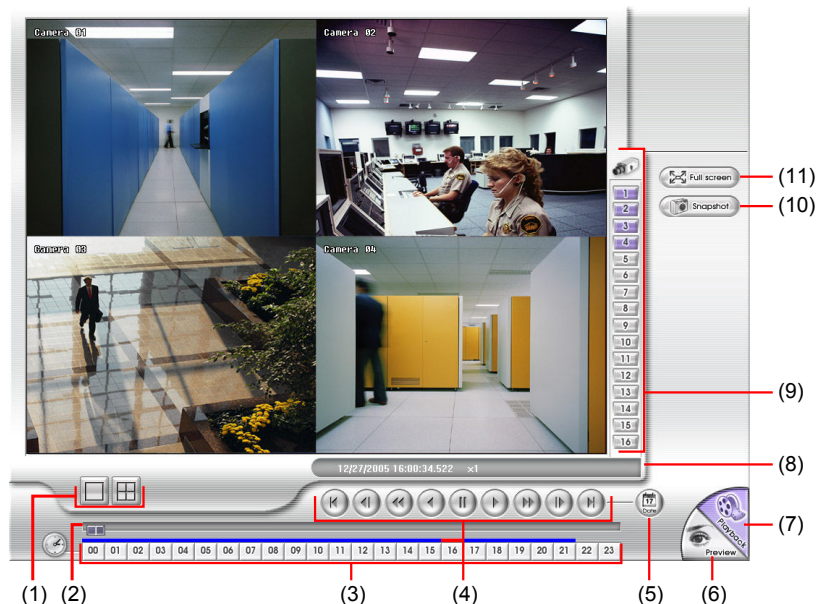 Camera 01
Camera 02
Camera 03
Camera 04
1
2
3
4
5
6
7
8
9
10
11
12
13
14
15
16
Full screen
(11)
Snapshot
(10)
(9)
12/27/2005 16:00:34.522 x1
(8)
17
Date
Playback
Preview
(7)
00 01 02 03 04 05 06 07 08 09 10 11 12 13 14 15 16 17 18 19 20 21 22 23
(1) (2) (3) (4) (5) (6)